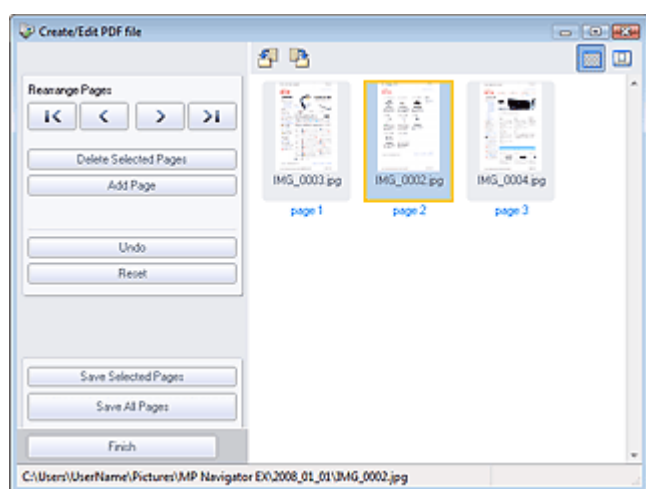 Create/Edit PDF file
Rearrange Pages
Delete Selected Pages
Add Page
Undo
Reset
Save Selected Pages
Save All Pages
Finish
IMG_0003.jpg
IMG_0002.jpg
IMG_0004.jpg
page 1
page 2
page 3
C:\Users\UserName\Pictures\MP Navigator EX\2008_01_01\IMG_0002.jpg